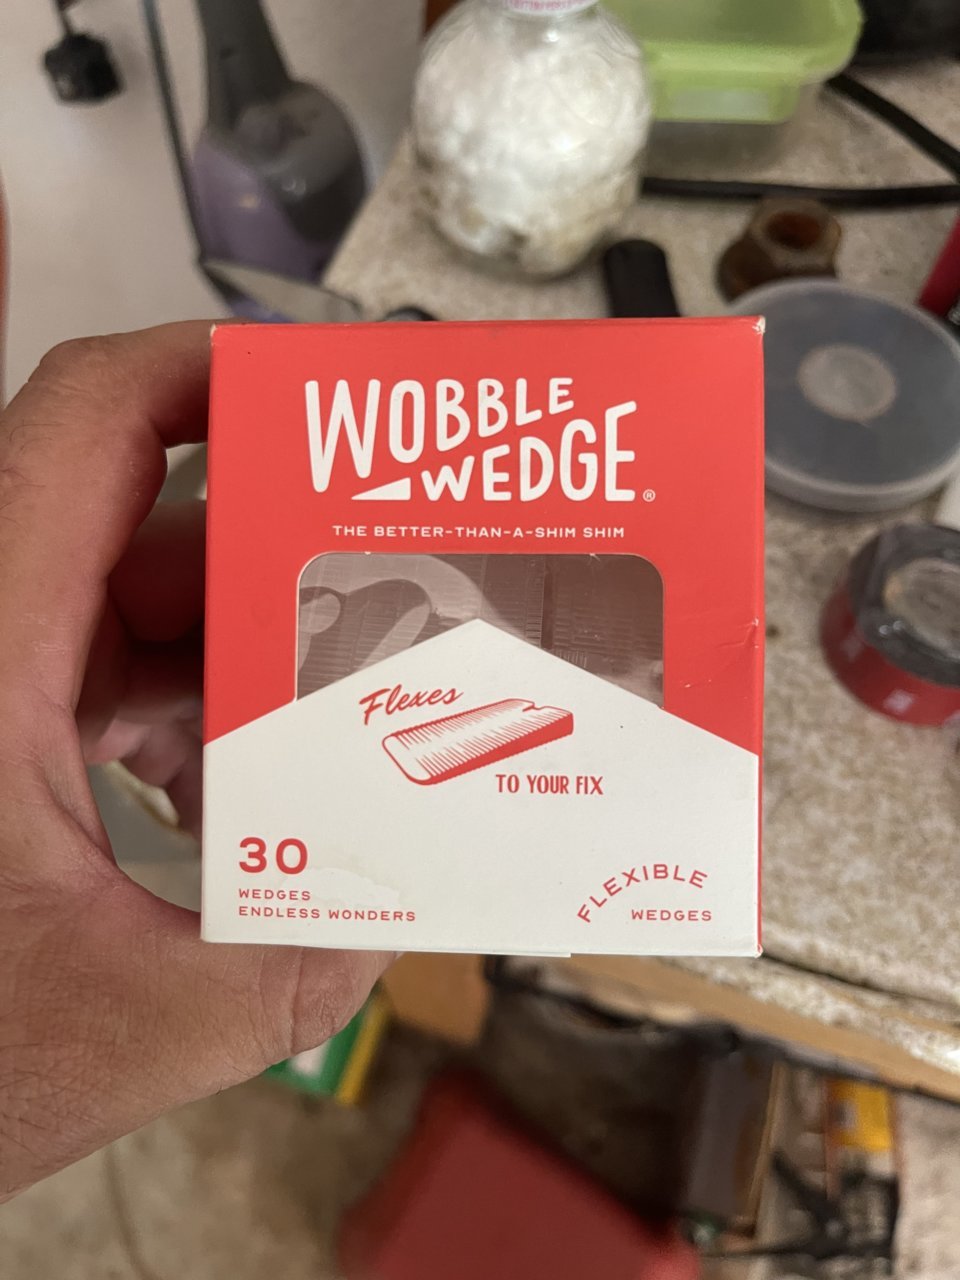 WOBBLE
WEDGE®
THE BETTER-THAN-A-SHIM SHIM
Flexes
TO YOUR FIX
30
WEDGES
ENDLESS WONDERS
FLEXIBLE
WEDGES